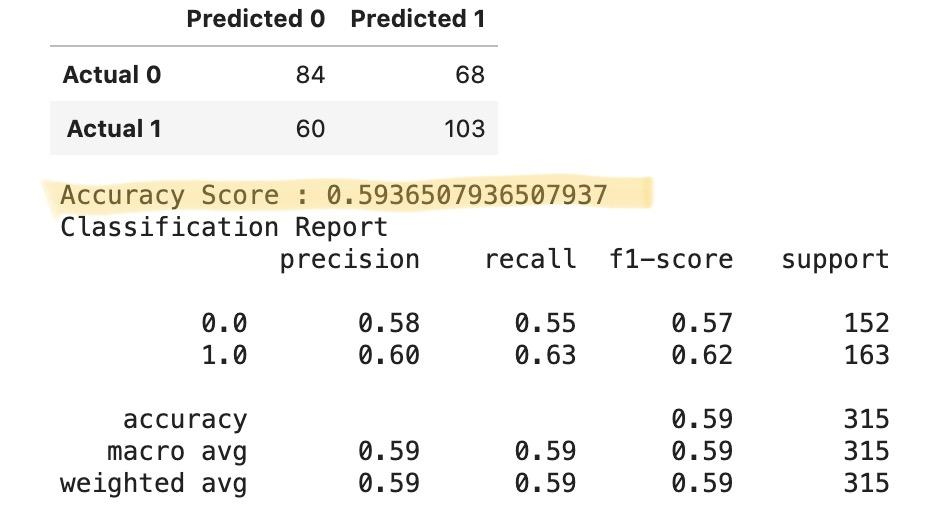 Predicted 0 Predicted 1
Actual 0 84 68
Actual 1 60 103
Accuracy Score : 0.5936507936507937
Classification Report
precision recall f1-score support
0.0 0.58 0.55 0.57 152
1.0 0.60 0.63 0.62 163
accuracy 0.59 315
macro avg 0.59 0.59 0.59 315
weighted avg 0.59 0.59 0.59 315